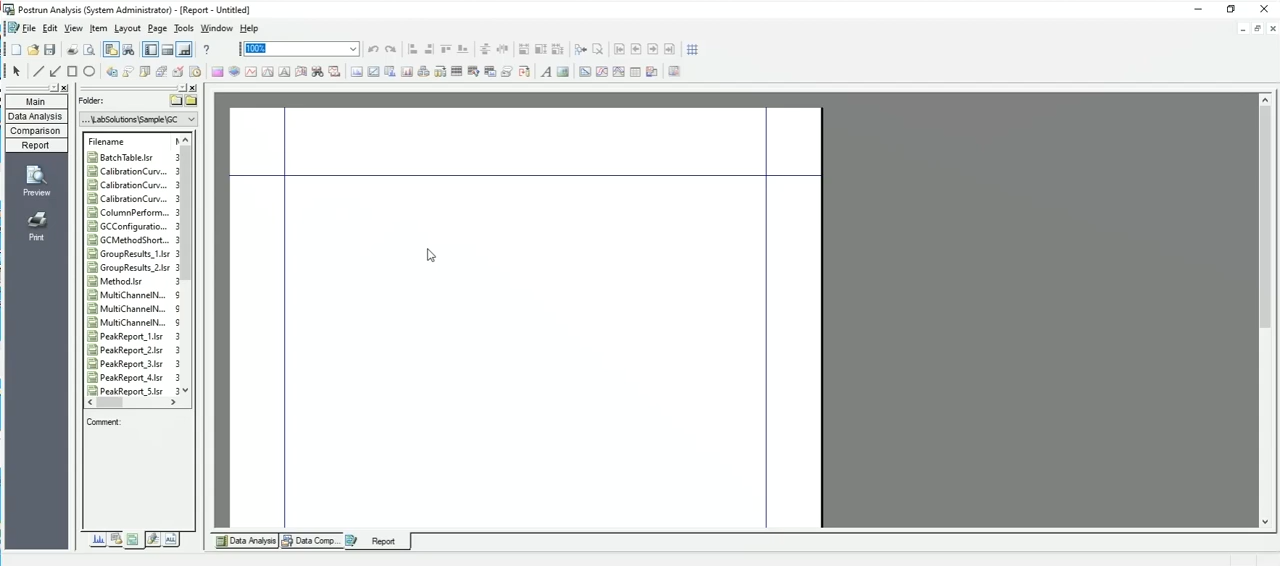 Postrun Analysis (System Administrator) - [Report - Untitled]
File Edit View Item Layout Page Tools Window Help
100%
Main
Data Analysis
Comparison
Report
Preview
Print
Folder:
...\LabSolutions\Sample\GC
Filename
BatchTable.lsr
CalibrationCurv...
CalibrationCurv...
CalibrationCurv...
ColumnPerform...
GCConfiguratio...
GCMethodShort...
GroupResults_1.lsr
GroupResults_2.lsr
Method.lsr
MultiChannelN...
MultiChannelN...
MultiChannelN...
PeakReport_1.lsr
PeakReport_2.lsr
PeakReport_3.lsr
PeakReport_4.lsr
PeakReport_5.lsr
Comment:
ALL
Data Analysis Data Comp... Report